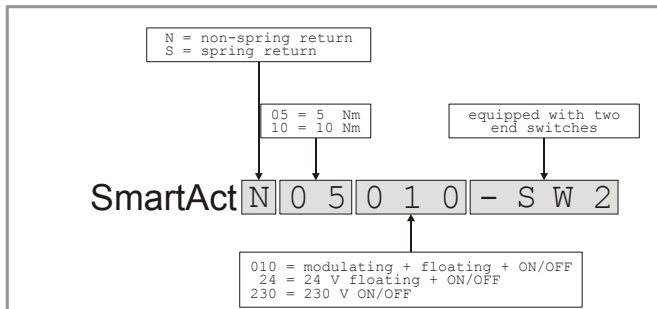 N = non-spring return
S = spring return
05 = 5 Nm
10 = 10 Nm
equipped with two
end switches
SmartAct N 0 5 0 1 0 - S W 2
010 = modulating + floating + ON/OFF
24 = 24 V floating + ON/OFF
230 = 230 V ON/OFF